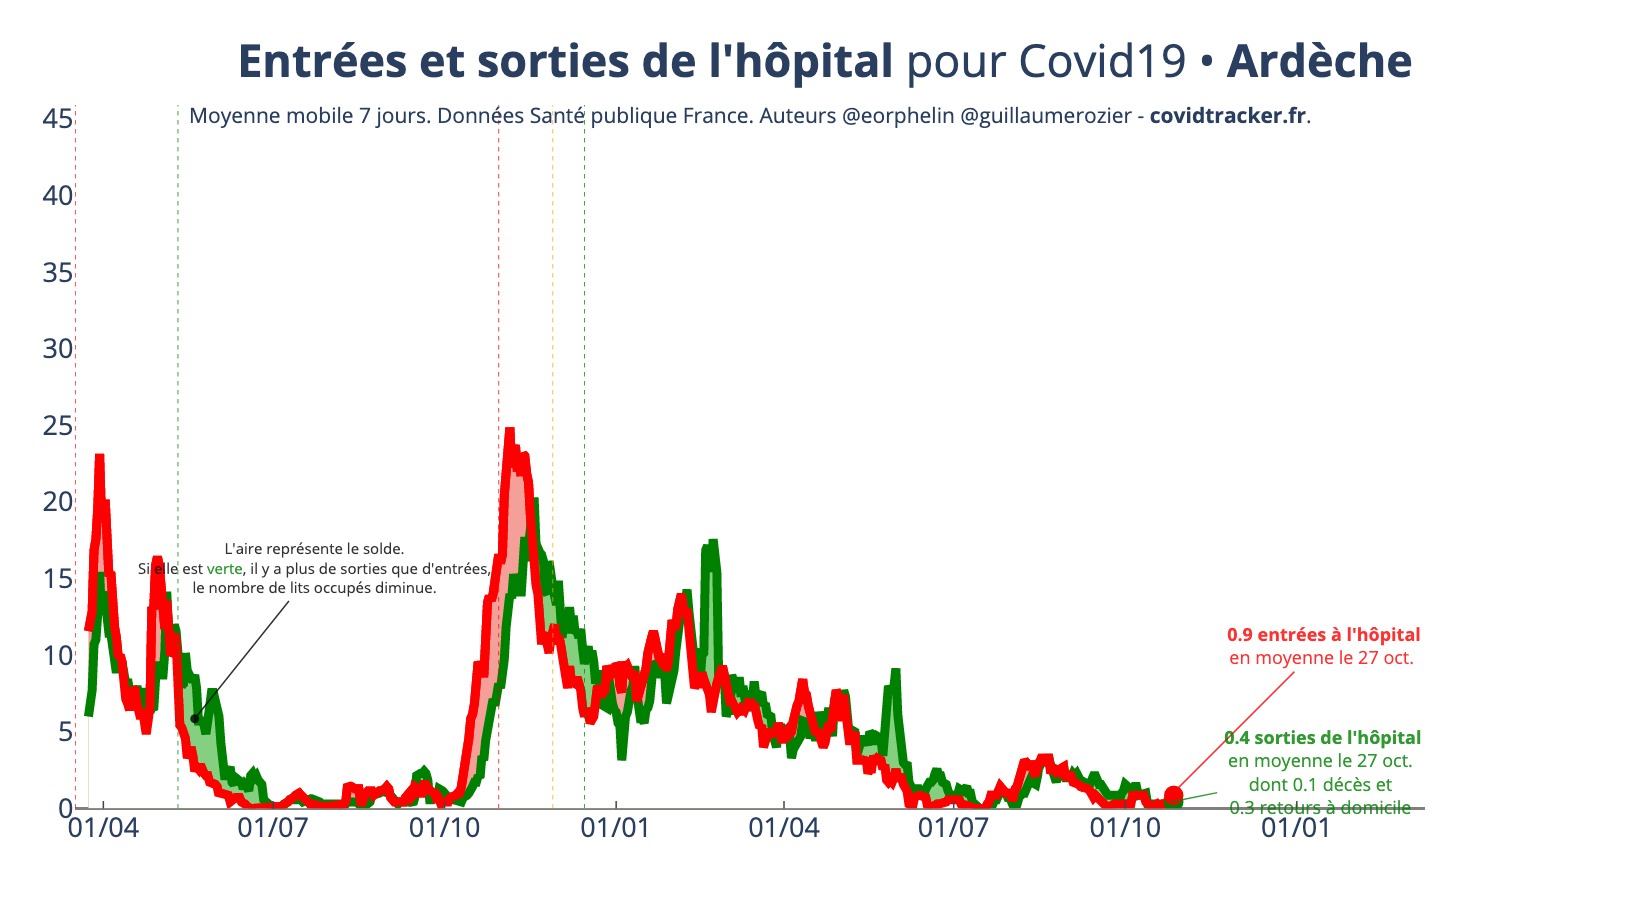 Entrées et sorties de l'hôpital pour Covid19 • Ardèche
Moyenne mobile 7 jours. Données Santé publique France. Auteurs @eorphelin @guillaumerozier - covidtracker.fr.
45
40
35
30
25
20
15
10
5
0
L'aire représente le solde.
Si elle est verte, il y a plus de sorties que d'entrées,
le nombre de lits occupés diminue.
0.9 entrées à l'hôpital
en moyenne le 27 oct.
0.4 sorties de l'hôpital
en moyenne le 27 oct.
dont 0.1 décès et
0.3 retours à domicile
01/04 01/07 01/10 01/01 01/04 01/07 01/10 01/01